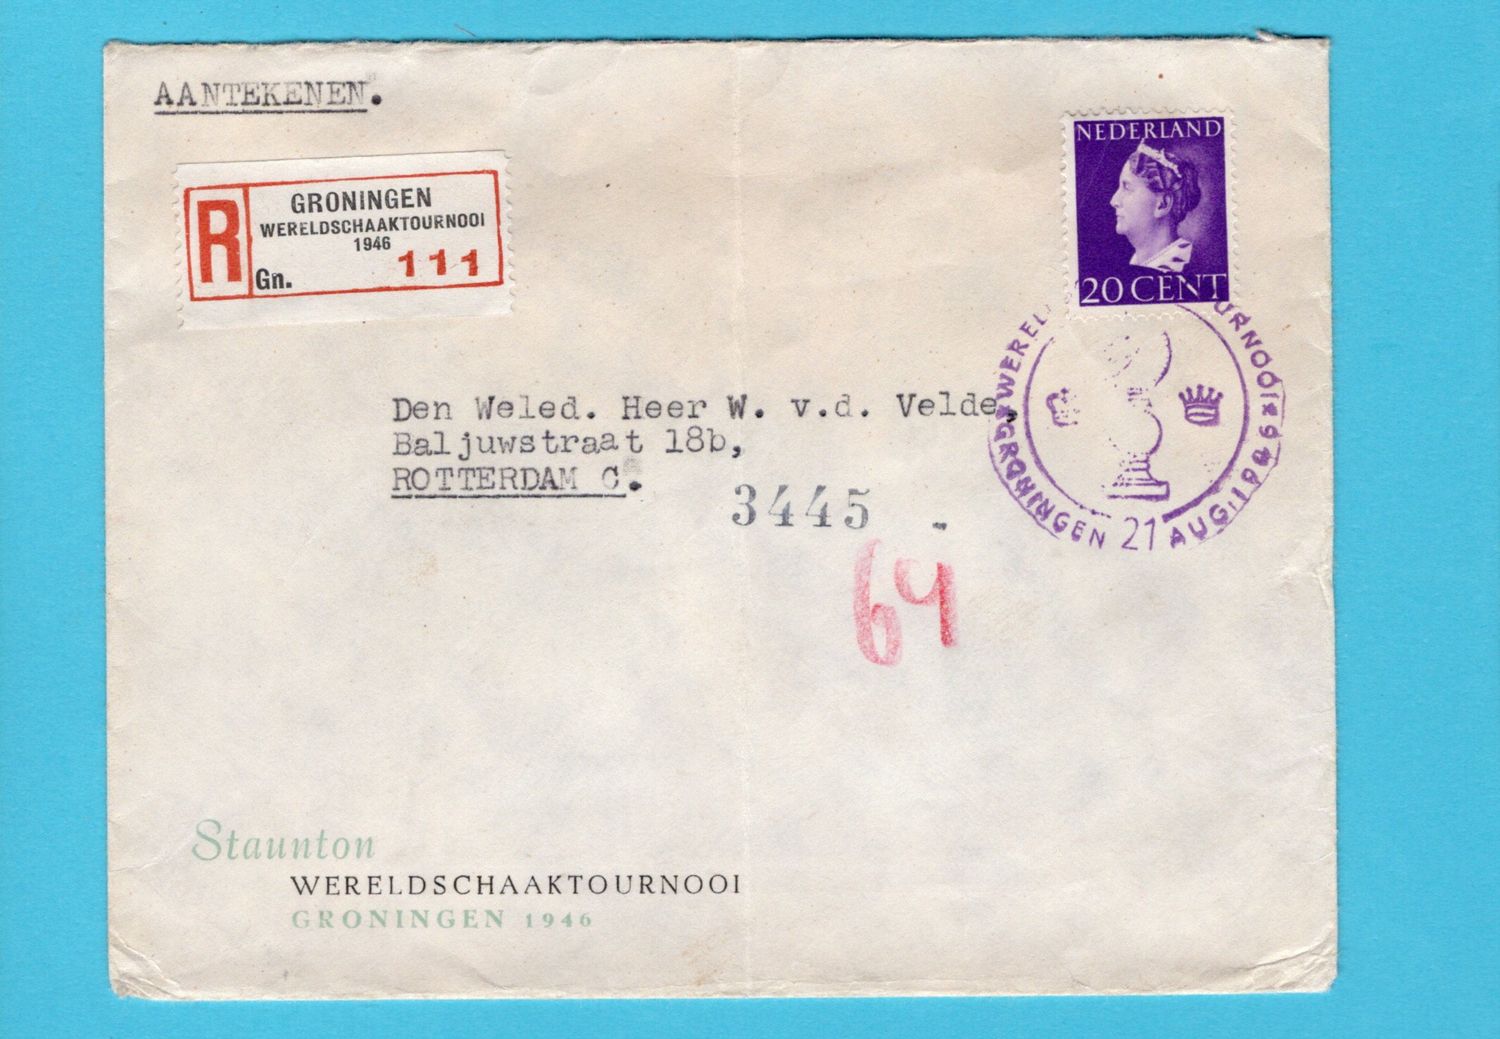 AANTEKENEN.
R
GRONINGEN
WERELDSCHAAKTOURNOOI
1946
Gn. 111
NEDERLAND
20 CENT
GRONINGEN 21 AUG. 1946
Den Weled. Heer W. v.d. Velde,
Baljuwstraat 18b,
ROTTERDAM C.
3445
64
Staunton
WERELDSCHAAKTOURNOOI
GRONINGEN 1946